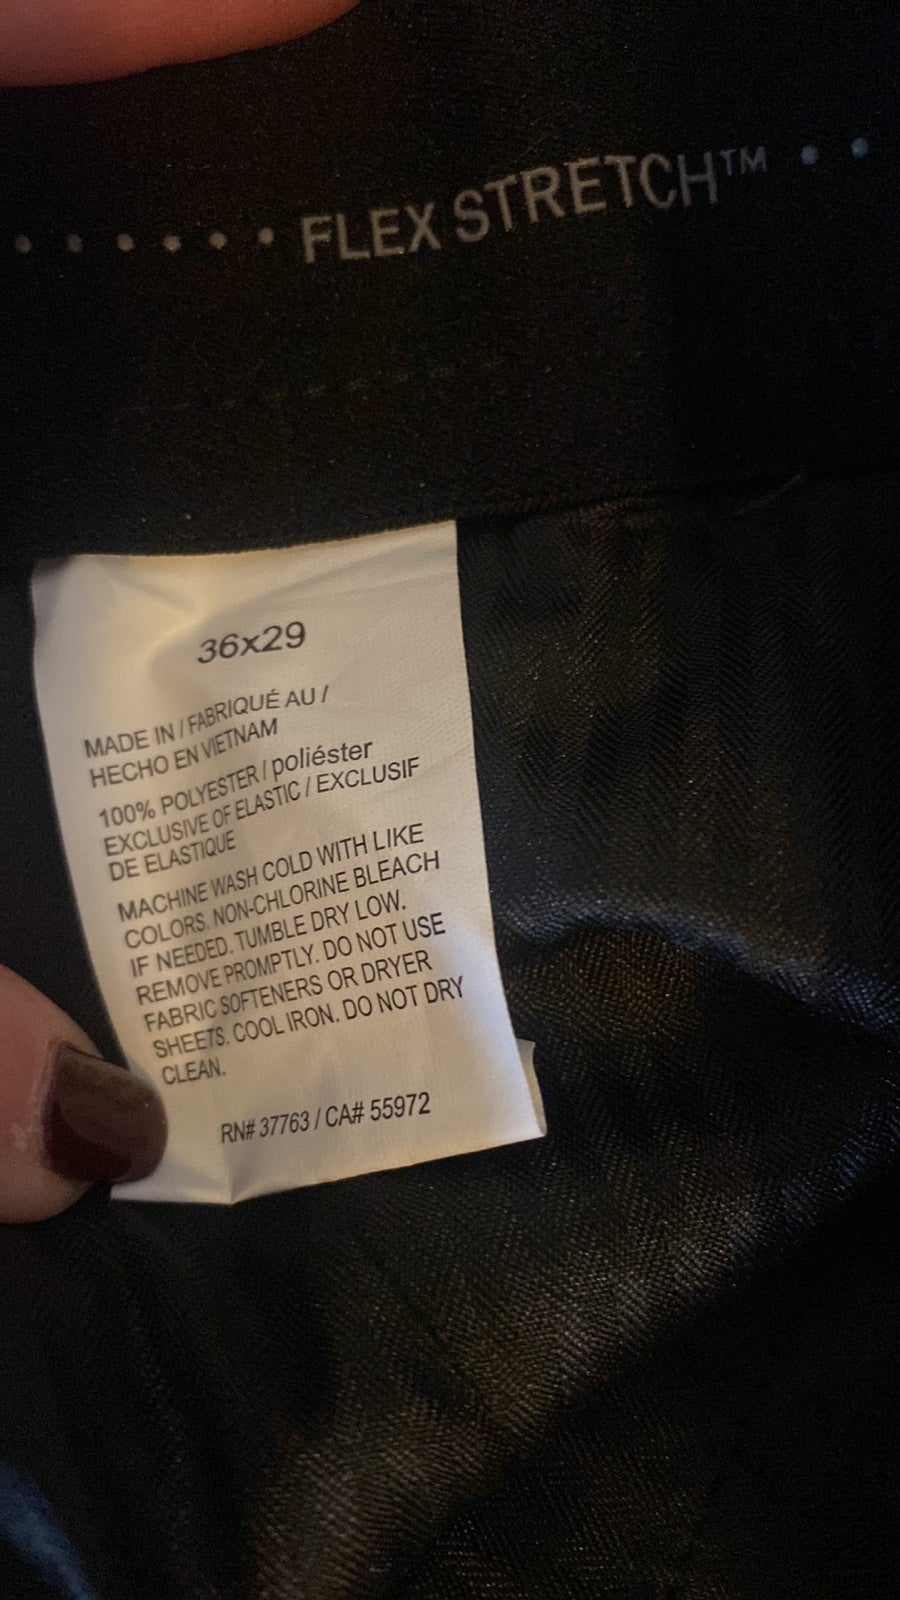 FLEX STRETCH™
36x29
MADE IN / FABRIQUÉ AU /
HECHO EN VIETNAM
100% POLYESTER / poliéster
EXCLUSIVE OF ELASTIC / EXCLUSIF
DE ELASTIQUE
MACHINE WASH COLD WITH LIKE
COLORS. NON-CHLORINE BLEACH
IF NEEDED. TUMBLE DRY LOW.
REMOVE PROMPTLY. DO NOT USE
FABRIC SOFTENERS OR DRYER
SHEETS. COOL IRON. DO NOT DRY
CLEAN.
RN# 37763 / CA# 55972